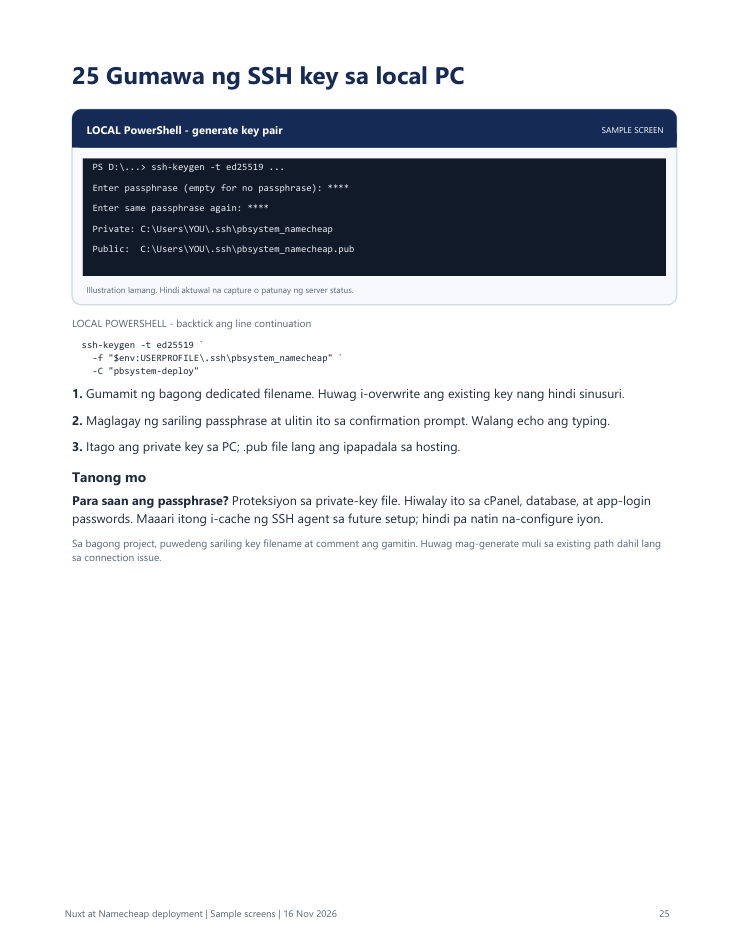 25 Gumawa ng SSH key sa local PC
LOCAL PowerShell - generate key pair
SAMPLE SCREEN
PS D:\...> ssh-keygen -t ed25519 ...
Enter passphrase (empty for no passphrase): ****
Enter same passphrase again: ****
Private: C:\Users\YOU\.ssh\pbsystem_namecheap
Public:  C:\Users\YOU\.ssh\pbsystem_namecheap.pub
Illustration lamang. Hindi aktuwal na capture o patunay ng server status.
LOCAL POWERSHELL - backtick ang line continuation
ssh-keygen -t ed25519 `
  -f "$env:USERPROFILE\.ssh\pbsystem_namecheap" `
  -C "pbsystem-deploy"
1. Gumamit ng bagong dedicated filename. Huwag i-overwrite ang existing key nang hindi sinusuri.
2. Maglagay ng sariling passphrase at ulitin ito sa confirmation prompt. Walang echo ang typing.
3. Itago ang private key sa PC; .pub file lang ang ipapadala sa hosting.
Tanong mo
Para saan ang passphrase? Proteksiyon sa private-key file. Hiwalay ito sa cPanel, database, at app-login
passwords. Maaari itong i-cache ng SSH agent sa future setup; hindi pa natin na-configure iyon.
Sa bagong project, puwedeng sariling key filename at comment ang gamitin. Huwag mag-generate muli sa existing path dahil lang
sa connection issue.
Nuxt at Namecheap deployment | Sample screens | 16 Nov 2026
25